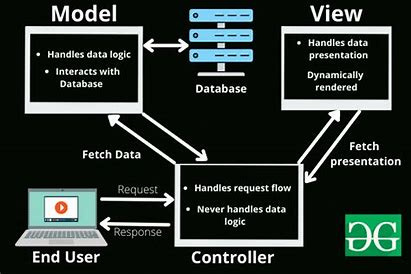 Model
View
• Handles data logic
• Interacts with
Database
Database
• Handles data
presentation
Dynamically
rendered
Fetch Data
Fetch
presentation
Request
Response
• Handles request flow
• Never handles data
logic
End User
Controller